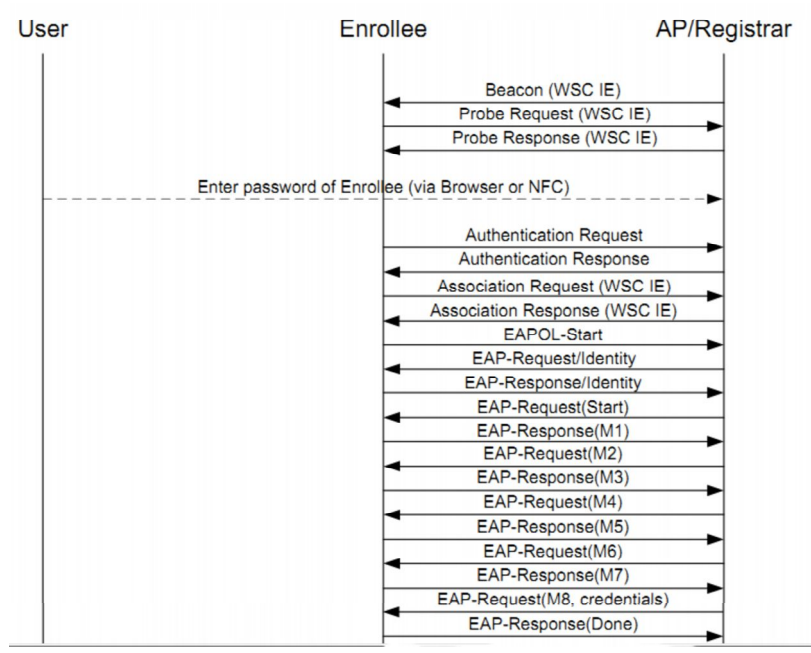 User Enrollee AP/Registrar
Beacon (WSC IE)
Probe Request (WSC IE)
Probe Response (WSC IE)
Enter password of Enrollee (via Browser or NFC)
Authentication Request
Authentication Response
Association Request (WSC IE)
Association Response (WSC IE)
EAPOL-Start
EAP-Request/Identity
EAP-Response/Identity
EAP-Request(Start)
EAP-Response(M1)
EAP-Request(M2)
EAP-Response(M3)
EAP-Request(M4)
EAP-Response(M5)
EAP-Request(M6)
EAP-Response(M7)
EAP-Request(M8, credentials)
EAP-Response(Done)